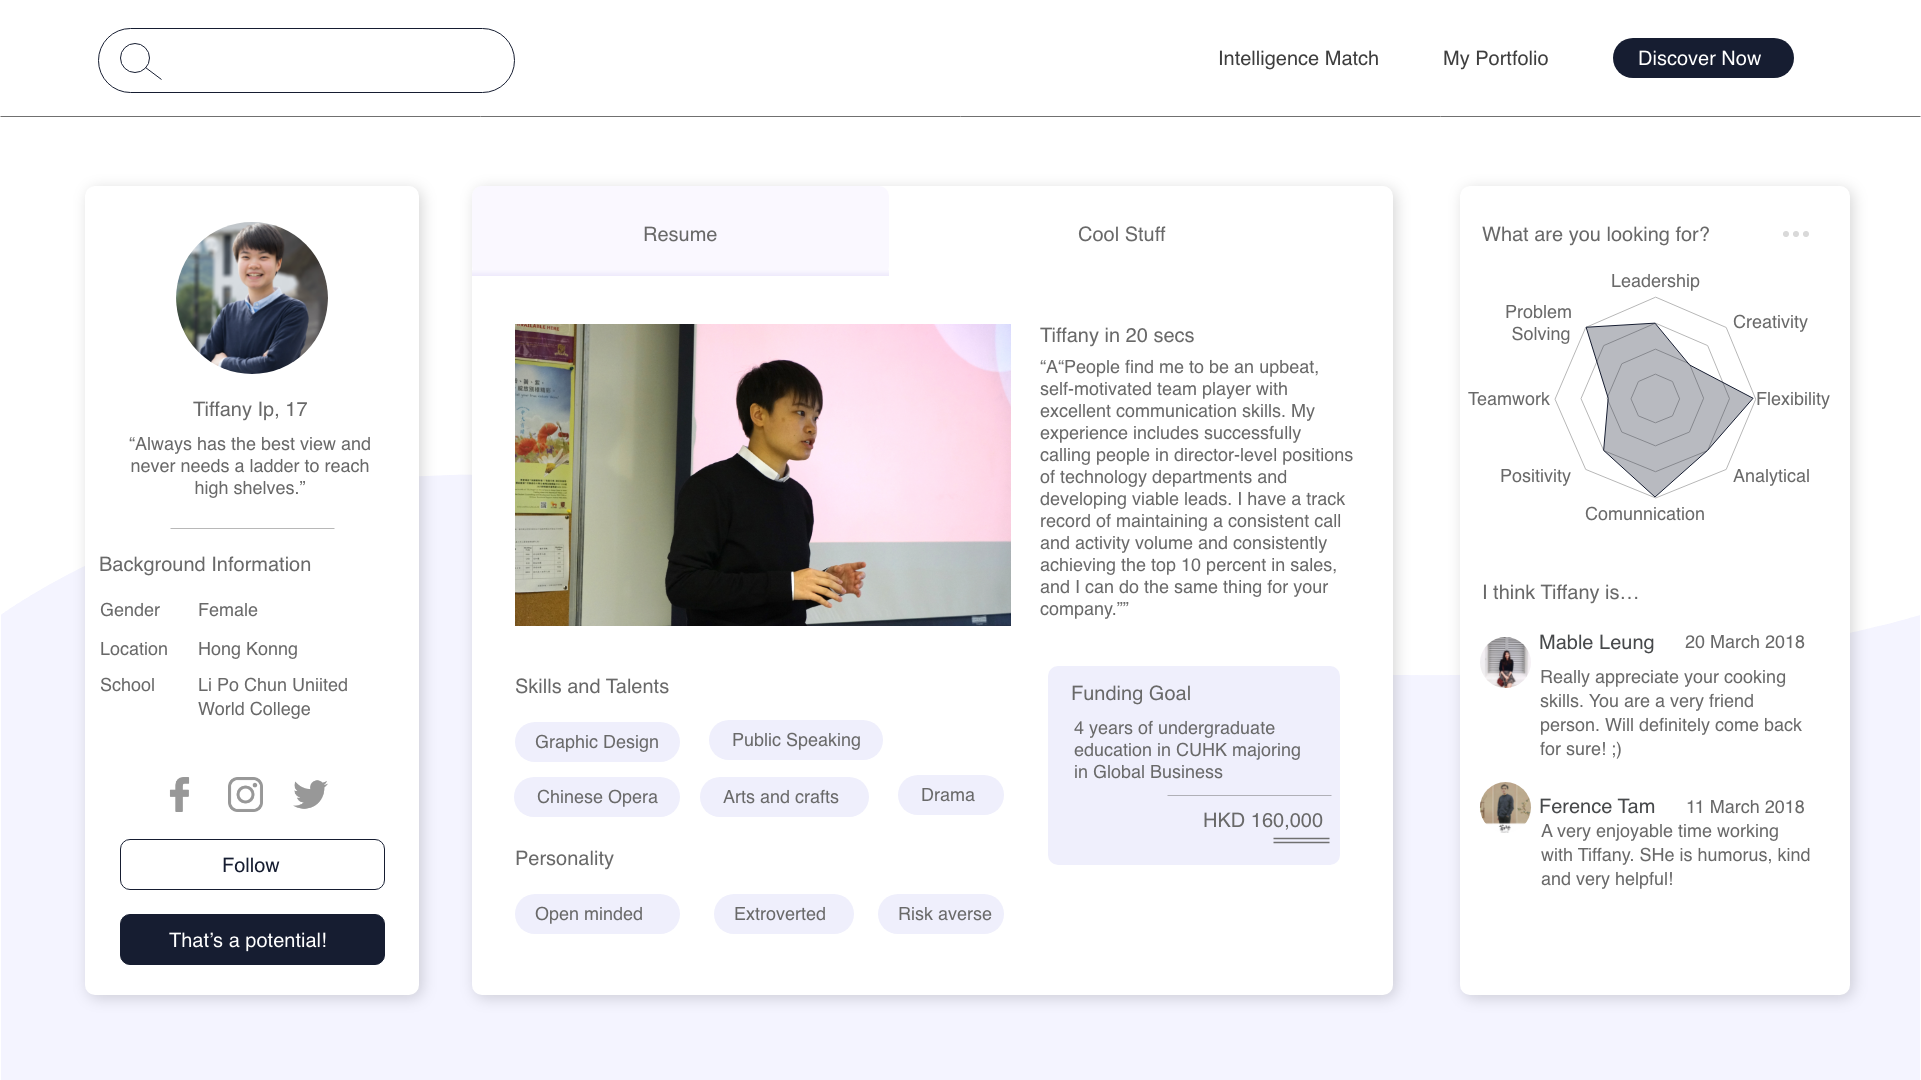 Intelligence Match
My Portfolio
Discover Now
Tiffany Ip, 17
“Always has the best view and
never needs a ladder to reach
high shelves.”
Background Information
Gender Female
Location Hong Konng
School Li Po Chun Uniited
World College
Follow
That’s a potential!
Resume
Cool Stuff
Tiffany in 20 secs
“A“People find me to be an upbeat,
self-motivated team player with
excellent communication skills. My
experience includes successfully
calling people in director-level positions
of technology departments and
developing viable leads. I have a track
record of maintaining a consistent call
and activity volume and consistently
achieving the top 10 percent in sales,
and I can do the same thing for your
company.””
Skills and Talents
Graphic Design
Public Speaking
Chinese Opera
Arts and crafts
Drama
Personality
Open minded
Extroverted
Risk averse
Funding Goal
4 years of undergraduate
education in CUHK majoring
in Global Business
HKD 160,000
What are you looking for?
Leadership
Problem
Solving
Creativity
Teamwork
Flexibility
Positivity
Analytical
Comunnication
I think Tiffany is…
Mable Leung 20 March 2018
Really appreciate your cooking
skills. You are a very friend
person. Will definitely come back
for sure! ;)
Ference Tam 11 March 2018
A very enjoyable time working
with Tiffany. SHe is humorus, kind
and very helpful!